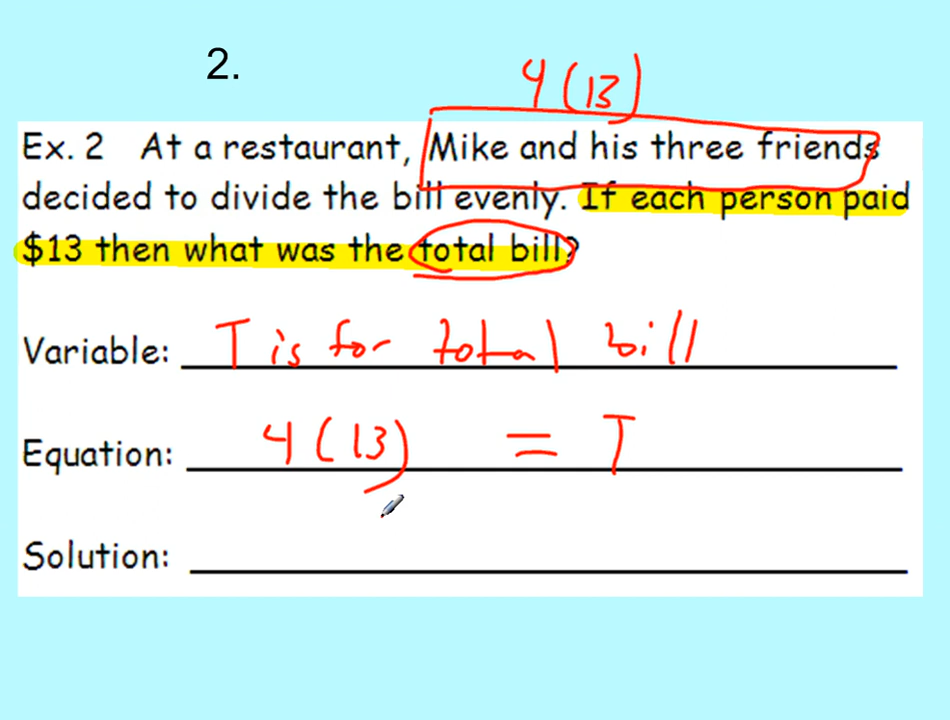 2.
4(13)
Ex. 2 At a restaurant, Mike and his three friends
decided to divide the bill evenly. If each person paid
$13 then what was the total bill?
Variable: T is for total bill
Equation: 4(13) = T
Solution: